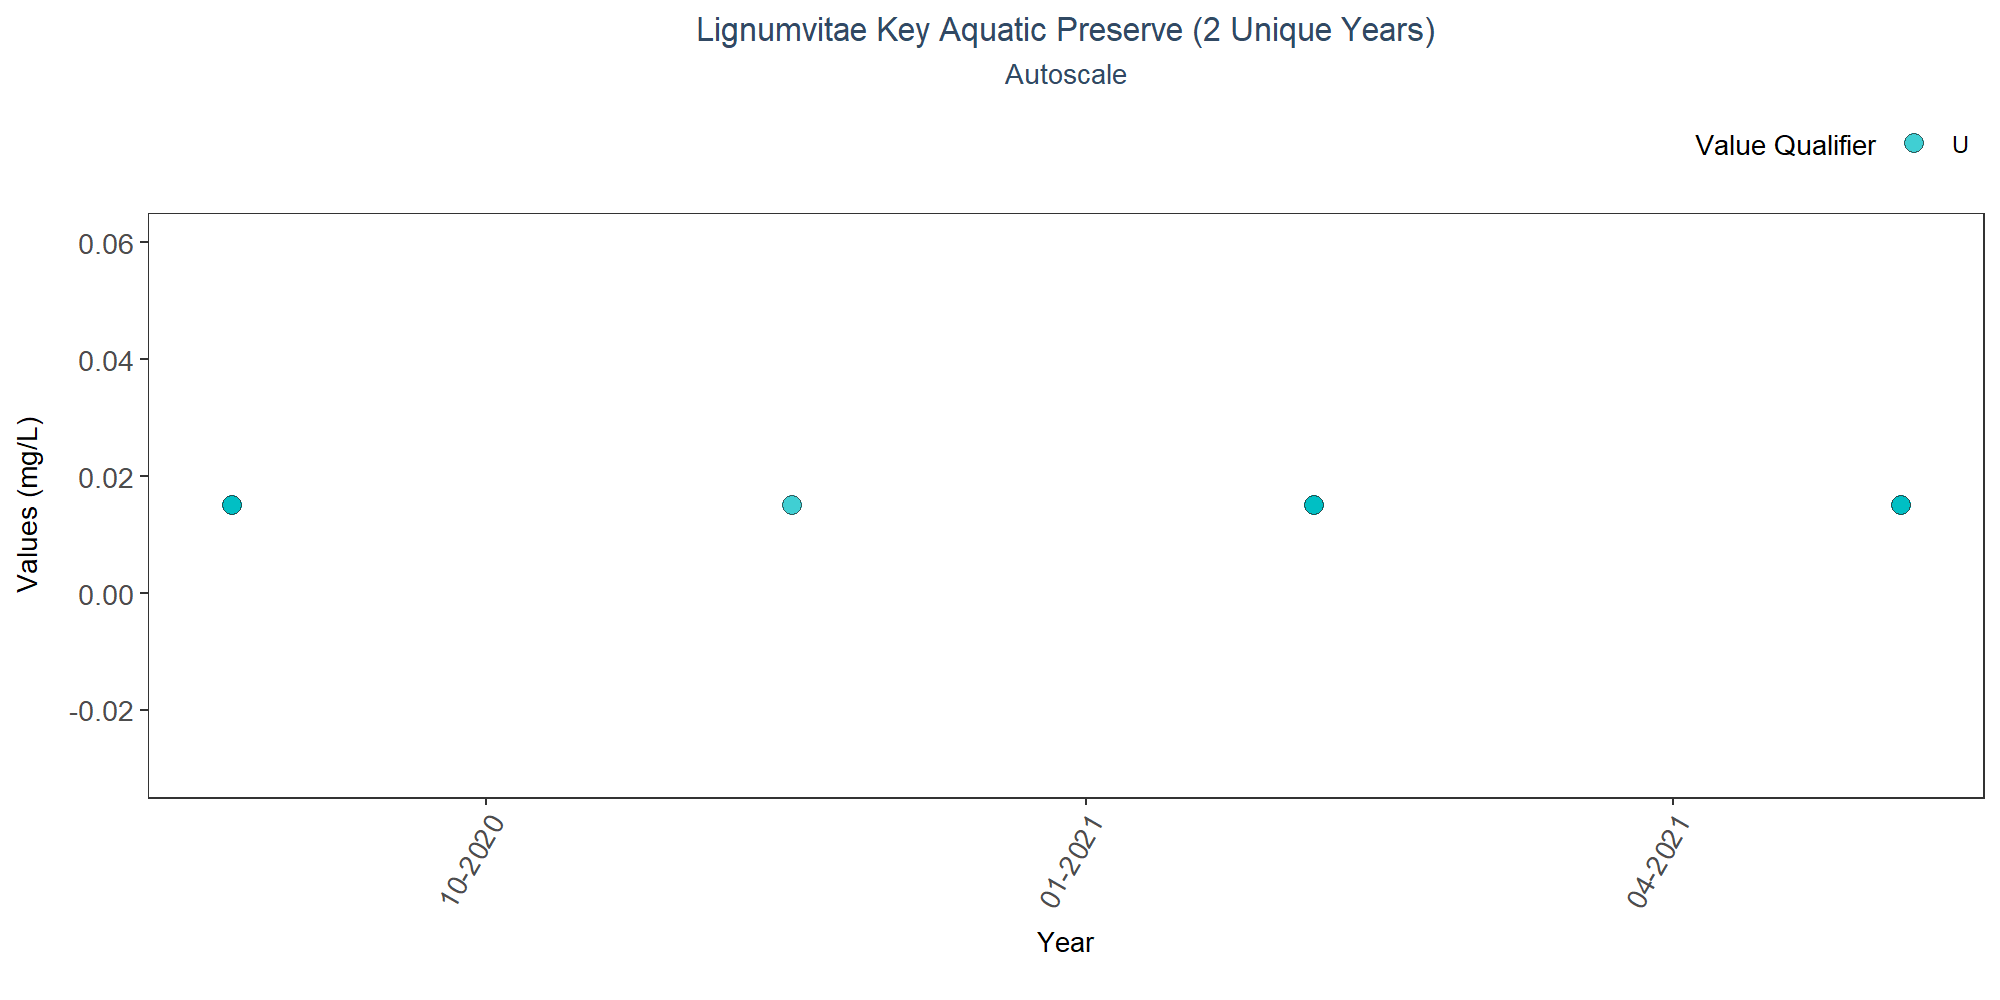 Lignumvitae Key Aquatic Preserve (2 Unique Years)
Autoscale
Value Qualifier U
0.06
0.04
0.02
0.00
-0.02
Values (mg/L)
10-2020
01-2021
04-2021
Year